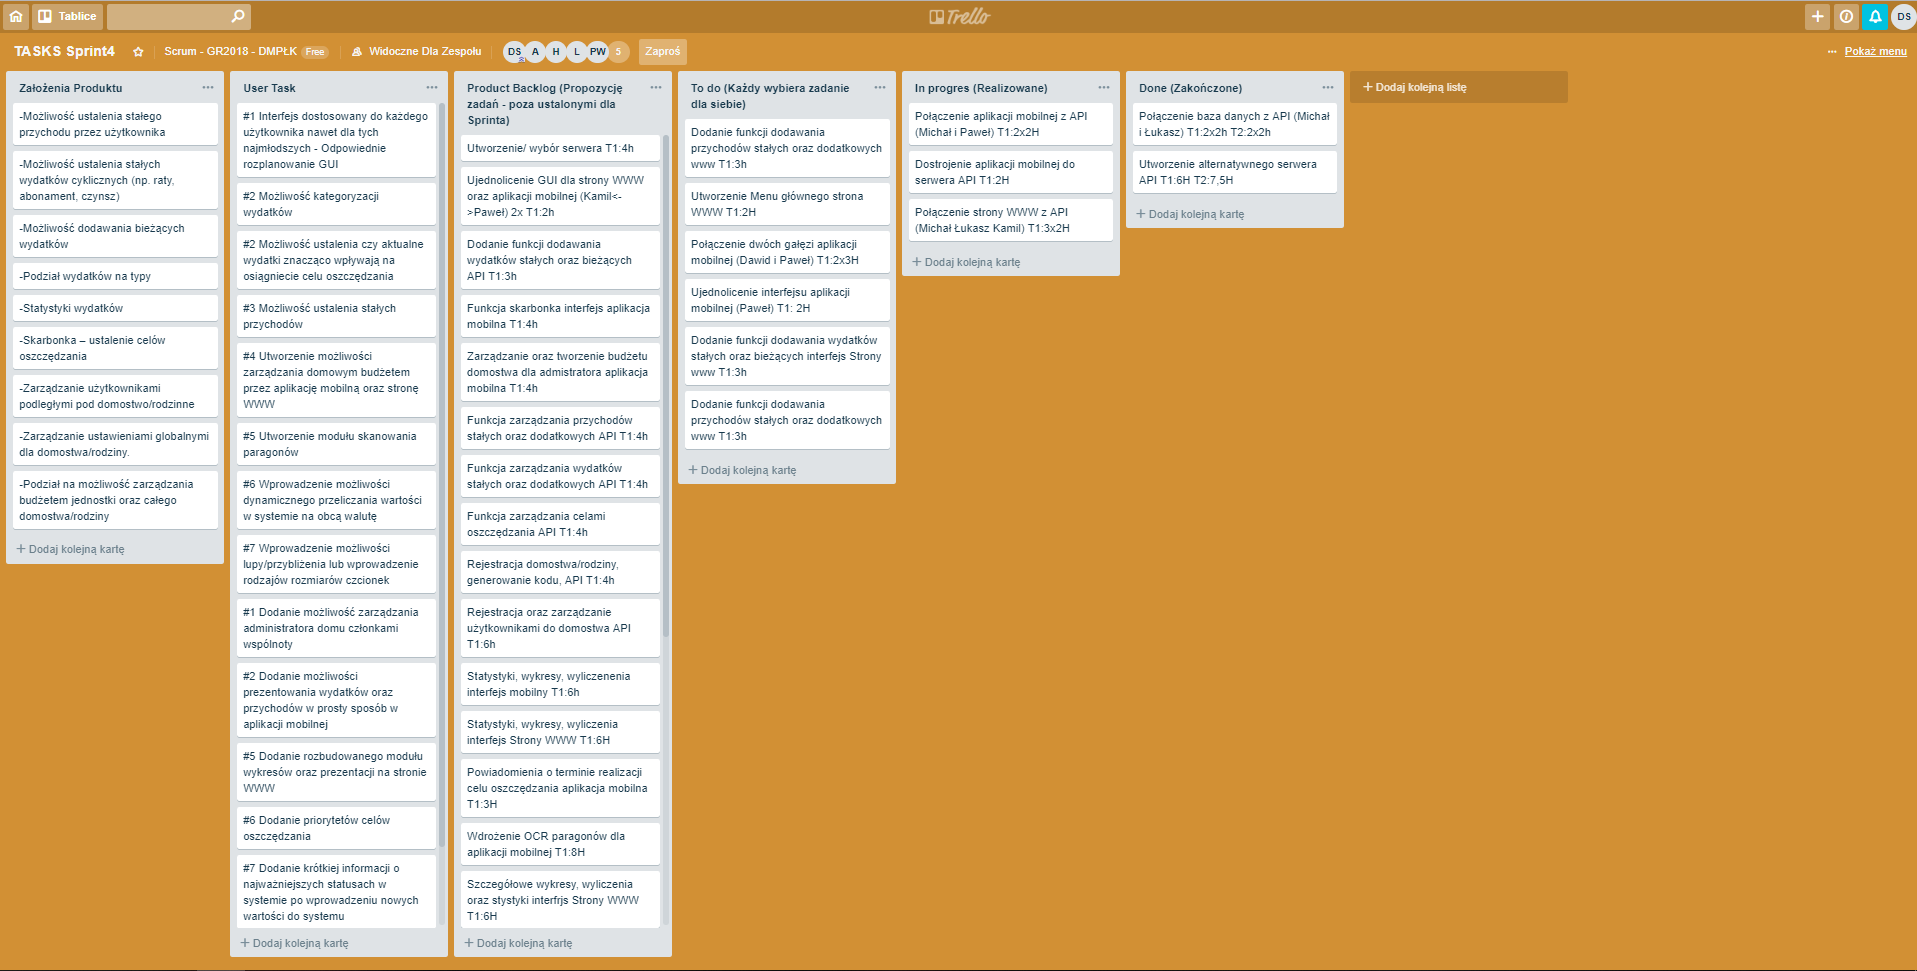 Tablice
Trello
DS
TASKS Sprint4
Scrum - GR2018 - DMPŁK Free
Widoczne Dla Zespołu
DS A H L PW 5
Zaproś
... Pokaż menu
Założenia Produktu
-Możliwość ustalenia stałego
przychodu przez użytkownika
-Możliwość ustalenia stałych
wydatków cyklicznych (np. raty,
abonament, czynsz)
-Możliwość dodawania bieżących
wydatków
-Podział wydatków na typy
-Statystyki wydatków
-Skarbonka – ustalenie celów
oszczędzania
-Zarządzanie użytkownikami
podległymi pod domostwo/rodzinne
-Zarządzanie ustawieniami globalnymi
dla domostwa/rodziny.
-Podział na możliwość zarządzania
budżetem jednostki oraz całego
domostwa/rodziny
+ Dodaj kolejną kartę
User Task
#1 Interfejs dostosowany do każdego
użytkownika nawet dla tych
najmłodszych - Odpowiednie
rozplanowanie GUI
#2 Możliwość kategoryzacji
wydatków
#2 Możliwość ustalenia czy aktualne
wydatki znacząco wpływają na
osiągniecie celu oszczędzania
#3 Możliwość ustalenia stałych
przychodów
#4 Utworzenie możliwości
zarządzania domowym budżetem
przez aplikację mobilną oraz stronę
WWW
#5 Utworzenie modułu skanowania
paragonów
#6 Wprowadzenie możliwości
dynamicznego przeliczania wartości
w systemie na obcą walutę
#7 Wprowadzenie możliwości
lupy/przybliżenia lub wprowadzenie
rodzajów rozmiarów czcionek
#1 Dodanie możliwość zarządzania
administratora domu członkami
wspólnoty
#2 Dodanie możliwości
prezentowania wydatków oraz
przychodów w prosty sposób w
aplikacji mobilnej
#5 Dodanie rozbudowanego modułu
wykresów oraz prezentacji na stronie
WWW
#6 Dodanie priorytetów celów
oszczędzania
#7 Dodanie krótkiej informacji o
najważniejszych statusach w
systemie po wprowadzeniu nowych
wartości do systemu
+ Dodaj kolejną kartę
Product Backlog (Propozycję
zadań - poza ustalonymi dla
Sprinta)
Utworzenie/ wybór serwera T1:4h
Ujednolicenie GUI dla strony WWW
oraz aplikacji mobilnej (Kamil<-
>Paweł) 2x T1:2h
Dodanie funkcji dodawania
wydatków stałych oraz bieżących
API T1:3h
Funkcja skarbonka interfejs aplikacja
mobilna T1:4h
Zarządzanie oraz tworzenie budżetu
domostwa dla admistratora aplikacja
mobilna T1:4h
Funkcja zarządzania przychodów
stałych oraz dodatkowych API T1:4h
Funkcja zarządzania wydatków
stałych oraz dodatkowych API T1:4h
Funkcja zarządzania celami
oszczędzania API T1:4h
Rejestracja domostwa/rodziny,
generowanie kodu, API T1:4h
Rejestracja oraz zarządzanie
użytkownikami do domostwa API
T1:6h
Statystyki, wykresy, wyliczenenia
interfejs mobilny T1:6h
Statystyki, wykresy, wyliczenia
interfejs Strony WWW T1:6H
Powiadomienia o terminie realizacji
celu oszczędzania aplikacja mobilna
T1:3H
Wdrożenie OCR paragonów dla
aplikacji mobilnej T1:8H
Szczegółowe wykresy, wyliczenia
oraz stystyki interfrjs Strony WWW
T1:6H
+ Dodaj kolejną kartę
To do (Każdy wybiera zadanie
dla siebie)
Dodanie funkcji dodawania
przychodów stałych oraz dodatkowych
www T1:3h
Utworzenie Menu głównego strona
WWW T1:2H
Połączenie dwóch gałęzi aplikacji
mobilnej (Dawid i Paweł) T1:2x3H
Ujednolicenie interfejsu aplikacji
mobilnej (Paweł) T1: 2H
Dodanie funkcji dodawania wydatków
stałych oraz bieżących interfejs Strony
www T1:3h
Dodanie funkcji dodawania
przychodów stałych oraz dodatkowych
www T1:3h
+ Dodaj kolejną kartę
In progres (Realizowane)
Połączenie aplikacji mobilnej z API
(Michał i Paweł) T1:2x2H
Dostrojenie aplikacji mobilnej do
serwera API T1:2H
Połączenie strony WWW z API
(Michał Łukasz Kamil) T1:3x2H
+ Dodaj kolejną kartę
Done (Zakończone)
Połączenie baza danych z API (Michał
i Łukasz) T1:2x2h T2:2x2h
Utworzenie alternatywnego serwera
API T1:6H T2:7,5H
+ Dodaj kolejną kartę
+ Dodaj kolejną listę